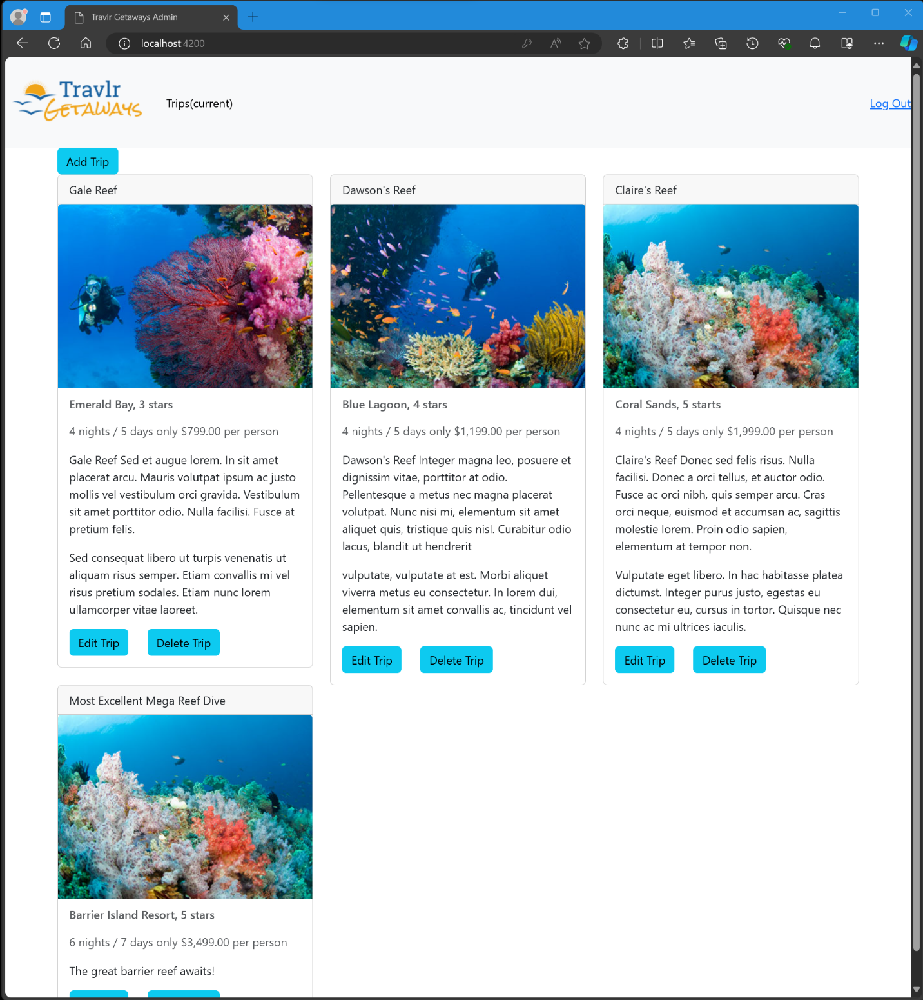 Travlr Getaways Admin
localhost:4200
Travlr
GETAWAYS
Trips(current)
Log Out
Add Trip
Gale Reef
Emerald Bay, 3 stars
4 nights / 5 days only $799.00 per person
Gale Reef Sed et augue lorem. In sit amet
placerat arcu. Mauris volutpat ipsum ac justo
mollis vel vestibulum orci gravida. Vestibulum
sit amet porttitor odio. Nulla facilisi. Fusce at
pretium felis.
Sed consequat libero ut turpis venenatis ut
aliquam risus semper. Etiam convallis mi vel
risus pretium sodales. Etiam nunc lorem
ullamcorper vitae laoreet.
Edit Trip
Delete Trip
Dawson's Reef
Blue Lagoon, 4 stars
4 nights / 5 days only $1,199.00 per person
Dawson's Reef Integer magna leo, posuere et
dignissim vitae, porttitor at odio.
Pellentesque a metus nec magna placerat
volutpat. Nunc nisi mi, elementum sit amet
aliquet quis, tristique quis nisl. Curabitur odio
lacus, blandit ut hendrerit
vulputate, vulputate at est. Morbi aliquet
viverra metus eu consectetur. In lorem dui,
elementum sit amet convallis ac, tincidunt vel
sapien.
Edit Trip
Delete Trip
Claire's Reef
Coral Sands, 5 starts
4 nights / 5 days only $1,999.00 per person
Claire's Reef Donec sed felis risus. Nulla
facilisi. Donec a orci tellus, et auctor odio.
Fusce ac orci nibh, quis semper arcu. Cras
orci neque, euismod et accumsan ac, sagittis
molestie lorem. Proin odio sapien,
elementum at tempor non.
Vulputate eget libero. In hac habitasse platea
dictumst. Integer purus justo, egestas eu
consectetur eu, cursus in tortor. Quisque nec
nunc ac mi ultrices iaculis.
Edit Trip
Delete Trip
Most Excellent Mega Reef Dive
Barrier Island Resort, 5 stars
6 nights / 7 days only $3,499.00 per person
The great barrier reef awaits!